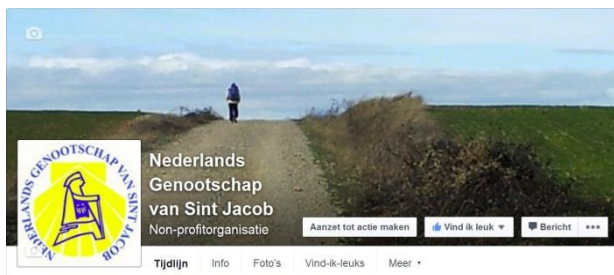 NEDERLANDS GENOOTSCHAP VAN SINT JACOB
Nederlands
Genootschap
van Sint Jacob
Non-profitorganisatie
Aanzet tot actie maken
Vind ik leuk
Bericht
Tijdlijn Info Foto's Vind-ik-leuks Meer